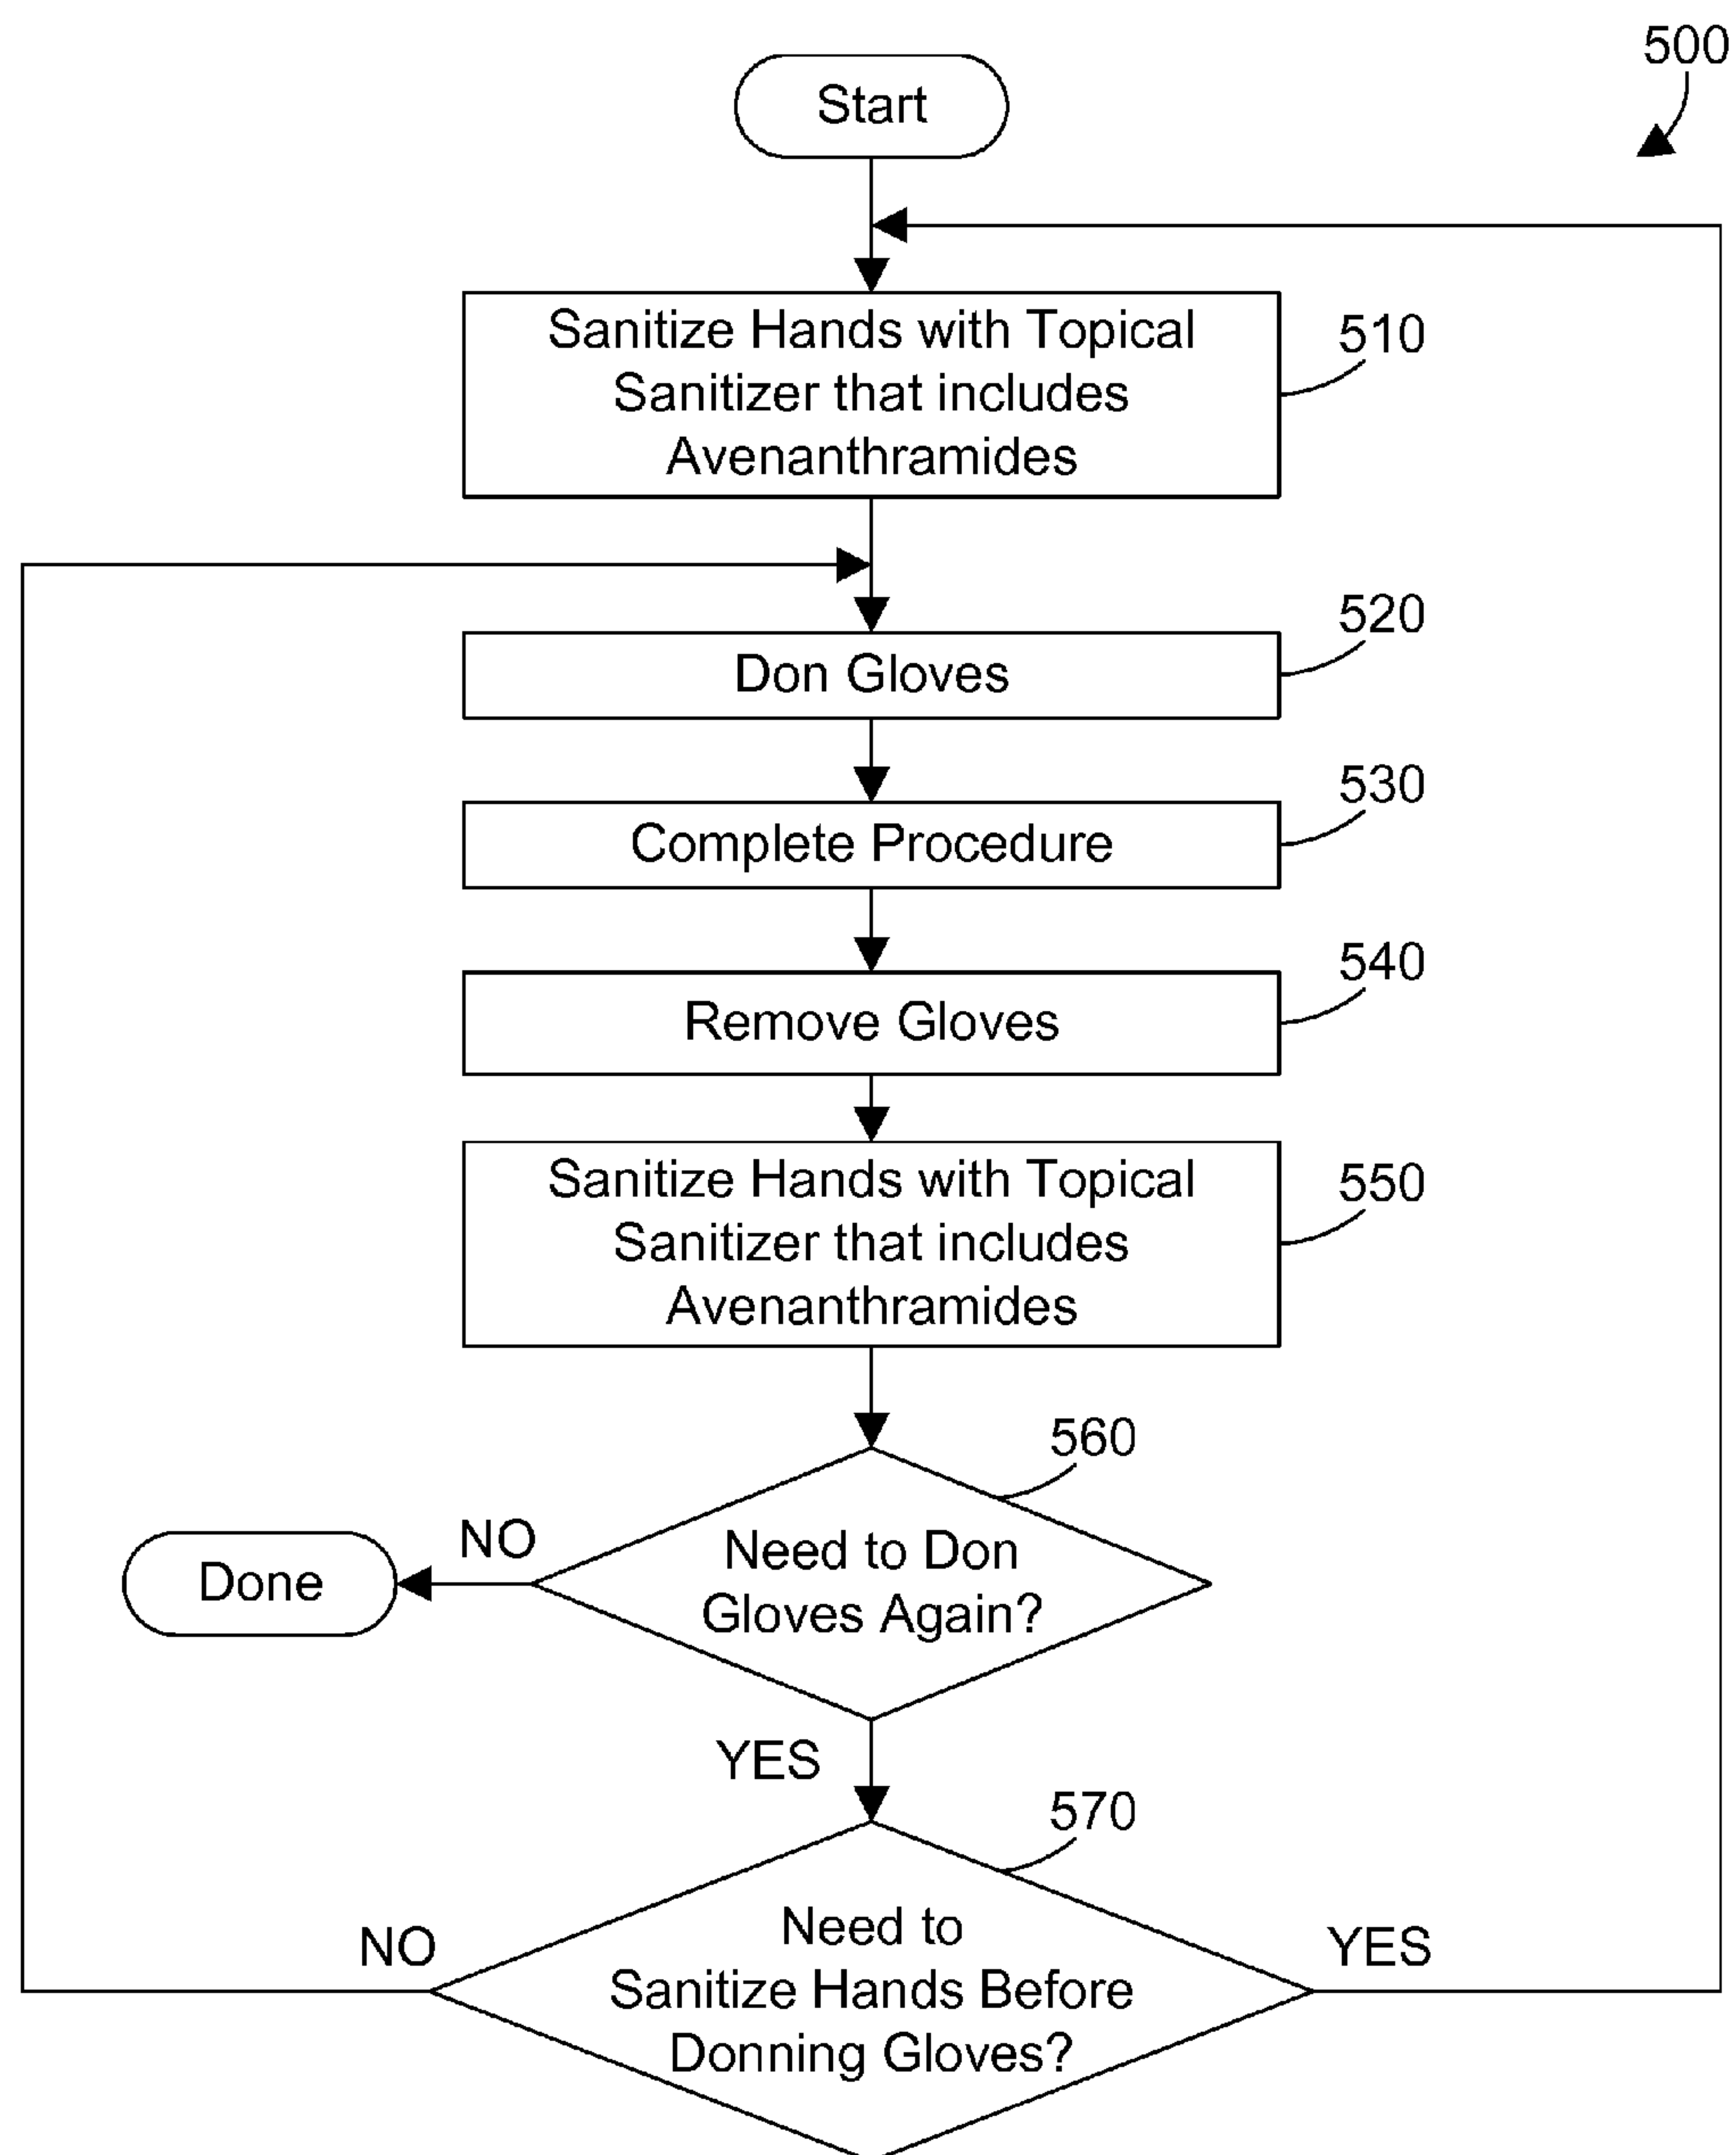 500
Start
Sanitize Hands with Topical
Sanitizer that includes
Avenanthramides
510
Don Gloves
520
Complete Procedure
530
Remove Gloves
540
Sanitize Hands with Topical
Sanitizer that includes
Avenanthramides
550
560
Need to Don
Gloves Again?
NO
Done
YES
570
Need to
Sanitize Hands Before
Donning Gloves?
NO
YES